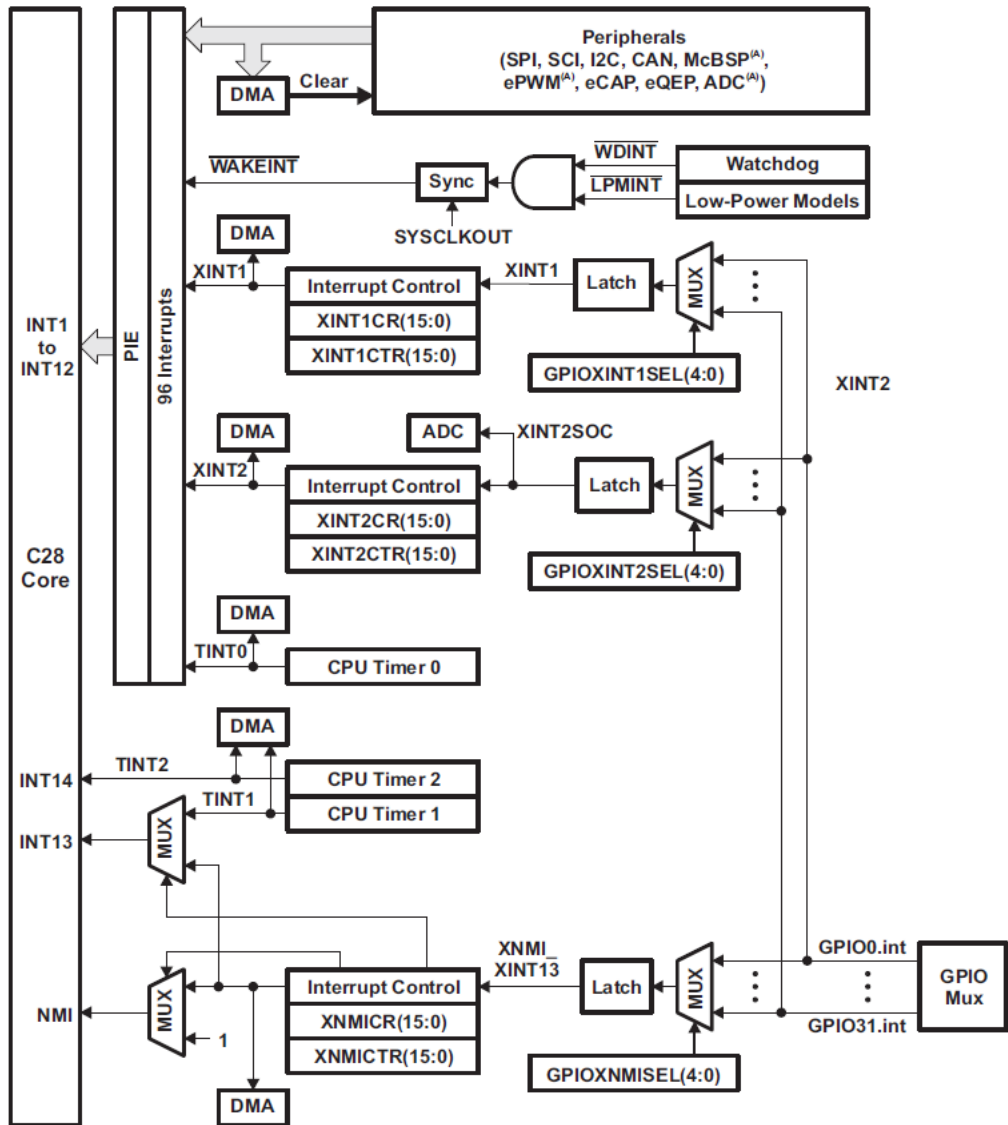 Peripherals
(SPI, SCI, I2C, CAN, McBSP(A),
ePWM(A), eCAP, eQEP, ADC(A))
DMA
Clear
WAKEINT
Sync
SYSCLKOUT
WDINT
LPMINT
Watchdog
Low-Power Models
DMA
XINT1
Interrupt Control
XINT1CR(15:0)
XINT1CTR(15:0)
XINT1
Latch
MUX
GPIOXINT1SEL(4:0)
INT1
to
INT12
PIE
96 Interrupts
XINT2
DMA
XINT2
Interrupt Control
XINT2CR(15:0)
XINT2CTR(15:0)
ADC
XINT2SOC
Latch
MUX
GPIOXINT2SEL(4:0)
C28
Core
DMA
TINT0
CPU Timer 0
DMA
INT14
TINT2
CPU Timer 2
TINT1
CPU Timer 1
INT13
MUX
XNMI_
XINT13
Interrupt Control
XNMICR(15:0)
XNMICTR(15:0)
Latch
MUX
GPIOXNMISEL(4:0)
GPIO0.int
GPIO31.int
GPIO
Mux
NMI
MUX
1
DMA